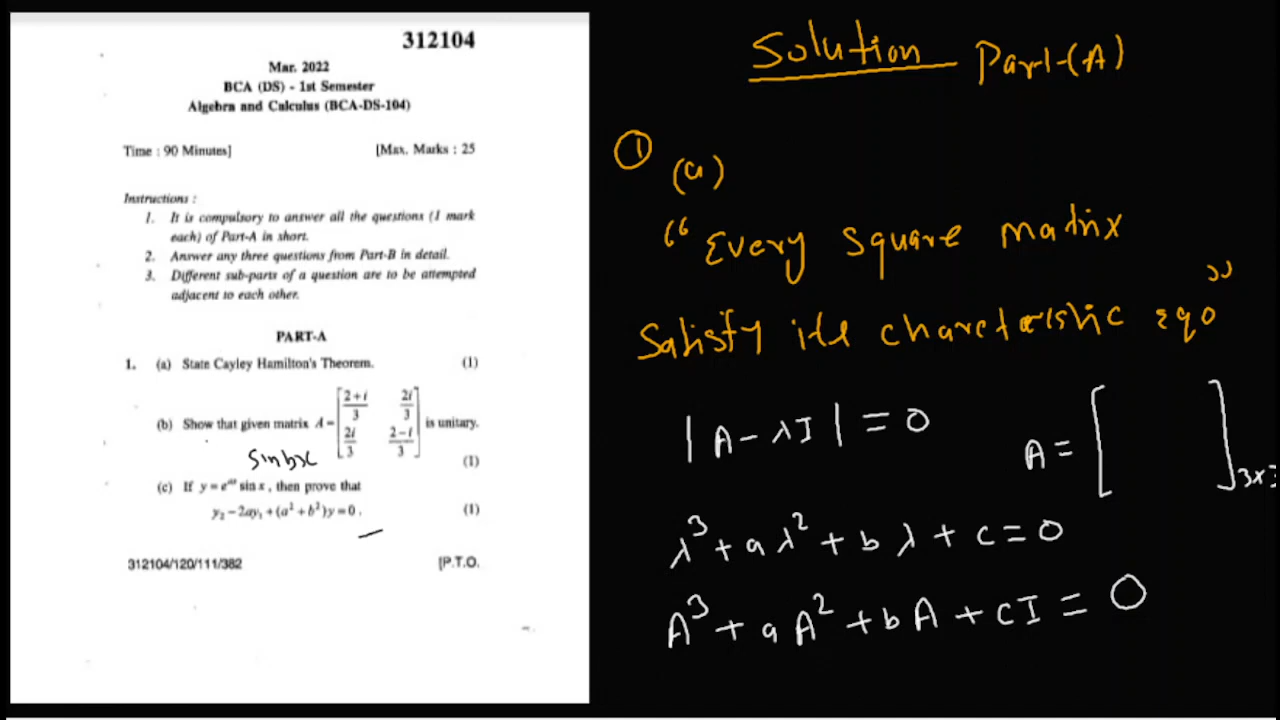 312104
Mar. 2022
BCA (DS) - 1st Semester
Algebra and Calculus (BCA-DS-104)
Time : 90 Minutes] [Max. Marks : 25
Instructions :
1. It is compulsory to answer all the questions (1 mark
each) of Part-A in short.
2. Answer any three questions from Part-B in detail.
3. Different sub-parts of a question are to be attempted
adjacent to each other.
PART-A
1. (a) State Cayley Hamilton's Theorem. (1)
(b) Show that given matrix A = [(2+i)/3 2i/3; 2i/3 (2-i)/3] is unitary.
(1)
sinbx
(c) If y = e^ax sin x, then prove that
y₂ – 2ay₁ + (a² + b²)y = 0. (1)
312104/120/111/382 [P.T.O.
Solution Part-(A)
① (a)
“Every square matrix
Satisfy its charcteristic eqn”
|A - λI| = 0
A = [ ]3x3
λ³ + aλ² + bλ + c = 0
A³ + aA² + bA + cI = 0